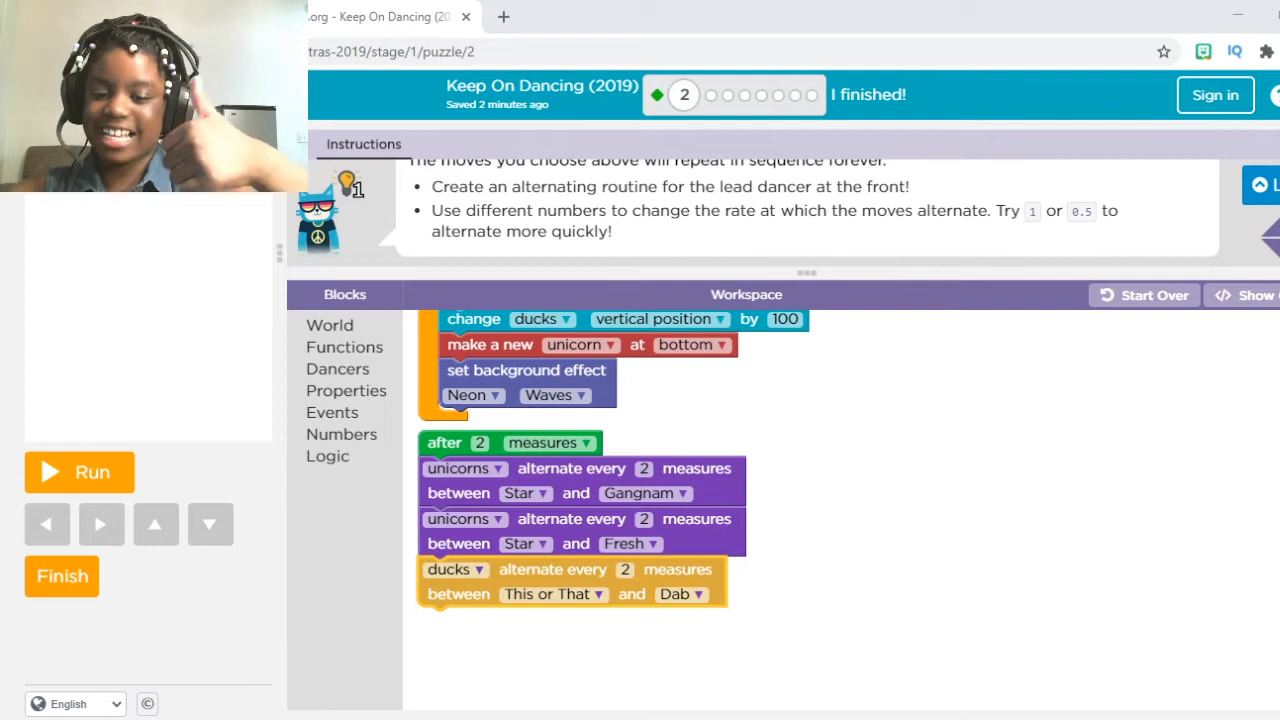 .org - Keep On Dancing (20
tras-2019/stage/1/puzzle/2
IQ
Keep On Dancing (2019)
Saved 2 minutes ago
2
I finished!
Sign in
Instructions
The moves you choose above will repeat in sequence forever.
1
• Create an alternating routine for the lead dancer at the front!
• Use different numbers to change the rate at which the moves alternate. Try 1 or 0.5 to
alternate more quickly!
Blocks
Workspace
Start Over
</> Show
World
Functions
Dancers
Properties
Events
Numbers
Logic
change ducks vertical position by 100
make a new unicorn at bottom
set background effect
Neon Waves
after 2 measures
unicorns alternate every 2 measures
between Star and Gangnam
unicorns alternate every 2 measures
between Star and Fresh
ducks alternate every 2 measures
between This or That and Dab
Run
Finish
English
©